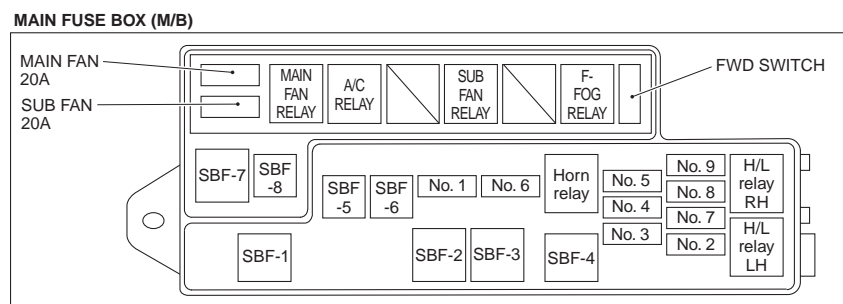 MAIN FUSE BOX (M/B)
MAIN FAN
20A
SUB FAN
20A
MAIN
FAN
RELAY
A/C
RELAY
SUB
FAN
RELAY
F-
FOG
RELAY
FWD SWITCH
SBF-7
SBF
-8
SBF
-5
SBF
-6
No. 1
No. 6
Horn
relay
No. 5
No. 4
No. 3
No. 9
No. 8
No. 7
No. 2
H/L
relay
RH
H/L
relay
LH
SBF-1
SBF-2
SBF-3
SBF-4